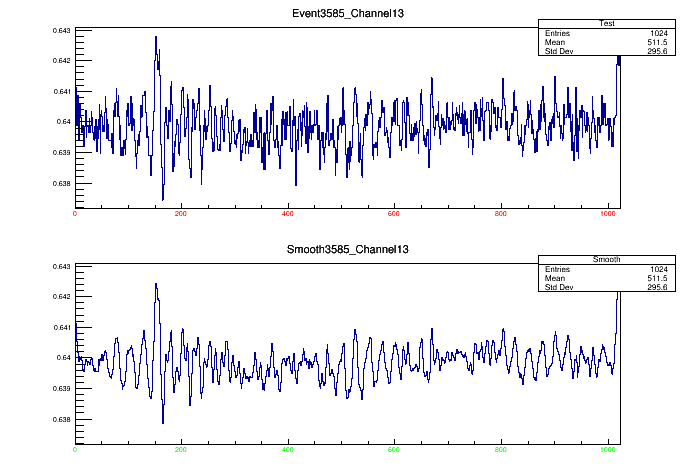 Event3585_Channel13
Test
Entries 1024
Mean 511.5
Std Dev 295.6
0.643
0.642
0.641
0.64
0.639
0.638
0 200 400 600 800 1000
Smooth3585_Channel13
Smooth
Entries 1024
Mean 511.5
Std Dev 295.6
0.643
0.642
0.641
0.64
0.639
0.638
0 200 400 600 800 1000